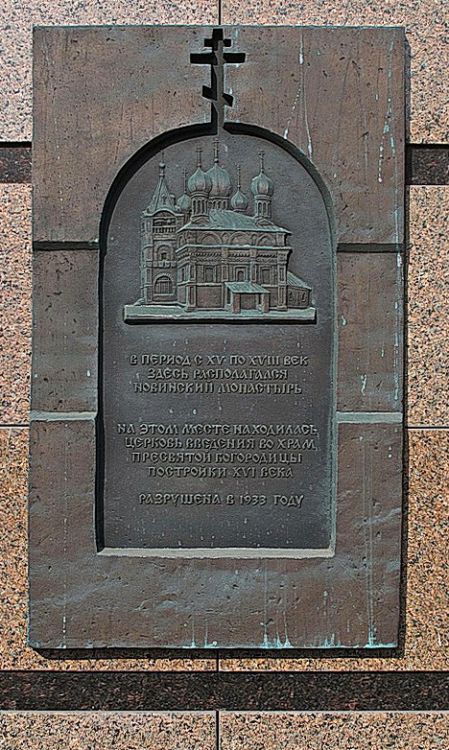 В ПЕРИОД С XV ПО XVIII ВЕК
ЗДЕСЬ РАСПОЛАГАЛСЯ
НОВИНСКИЙ МОНАСТЫРЬ
НА ЭТОМ МЕСТЕ НАХОДИЛАСЬ
ЦЕРКОВЬ ВВЕДЕНИЯ ВО ХРАМ
ПРЕСВЯТОЙ БОГОРОДИЦЫ
ПОСТРОЙКИ XVI ВЕКА
РАЗРУШЕНА В 1933 ГОДУ